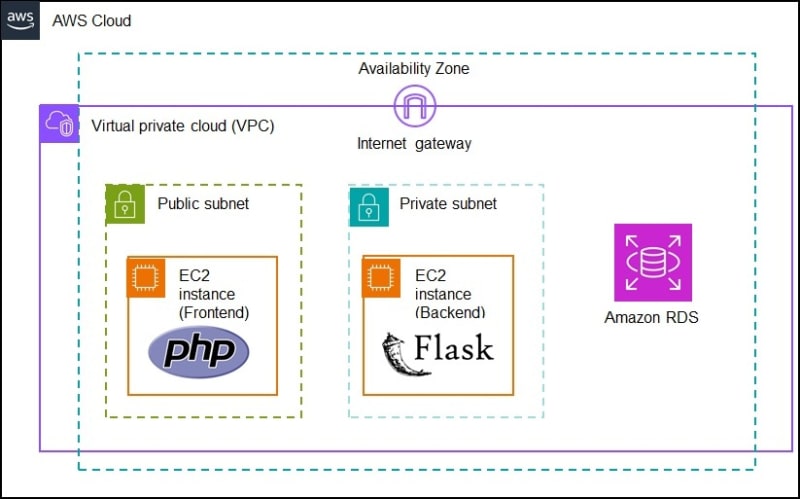 aws
AWS Cloud
Availability Zone
Virtual private cloud (VPC)
Internet gateway
Public subnet
Private subnet
EC2
instance
(Frontend)
php
EC2
instance
(Backend)
Flask
Amazon RDS